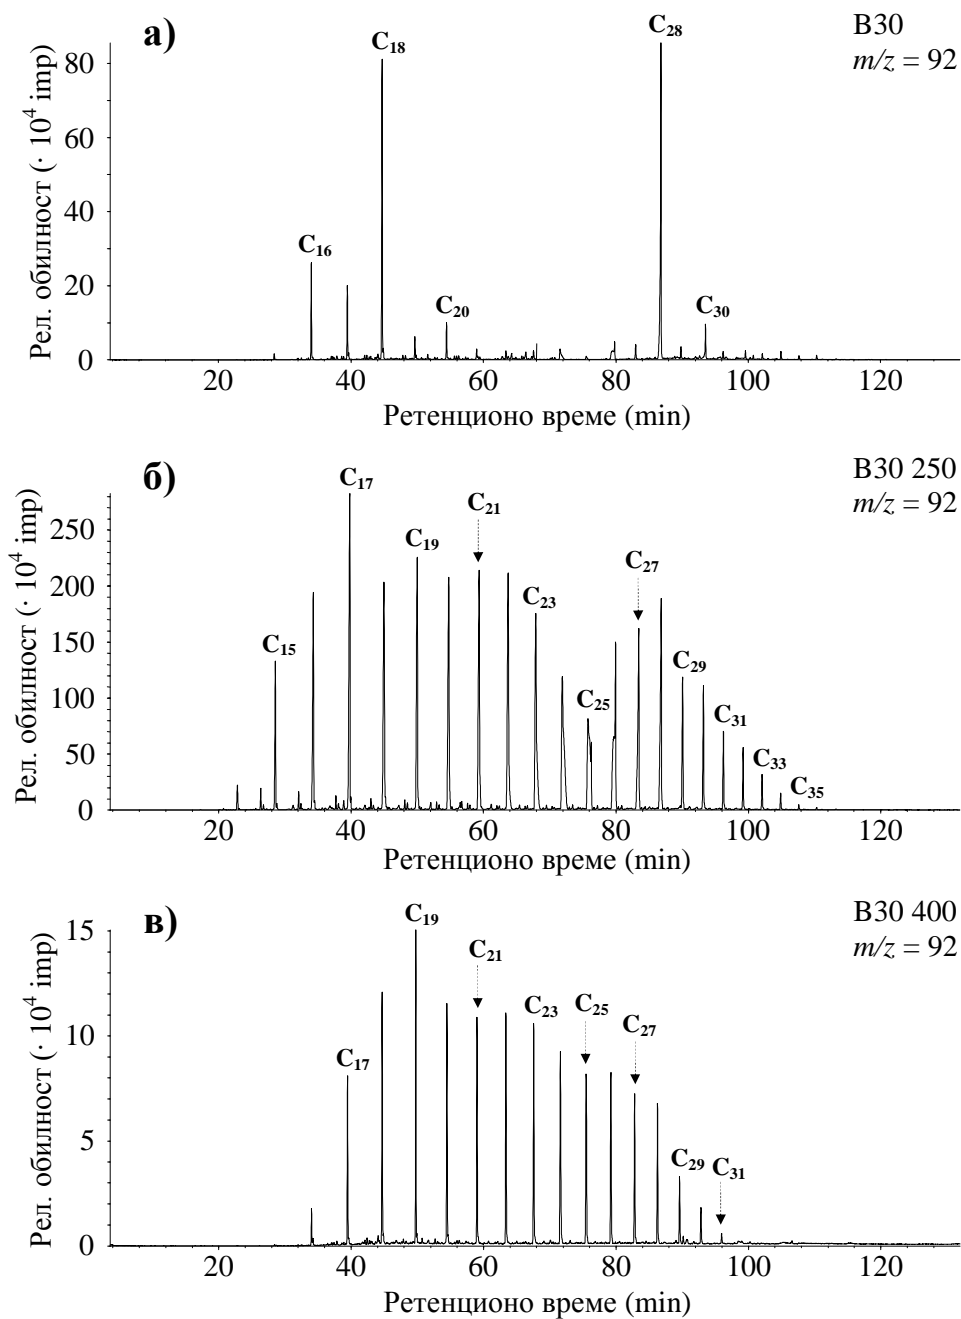 а)
B30
m/z = 92
C28
C18
C16
C20
C30
Рел. обилност (· 10⁴ imp)
80
60
40
20
0
20 40 60 80 100 120
Ретенционо време (min)
б)
B30 250
m/z = 92
C17
C21
C19
C27
C23
C15
C29
C25
C31
C33
C35
Рел. обилност (· 10⁴ imp)
250
200
150
100
50
0
20 40 60 80 100 120
Ретенционо време (min)
в)
B30 400
m/z = 92
C19
C21
C23
C25
C27
C17
C29
C31
Рел. обилност (· 10⁴ imp)
15
10
5
0
20 40 60 80 100 120
Ретенционо време (min)